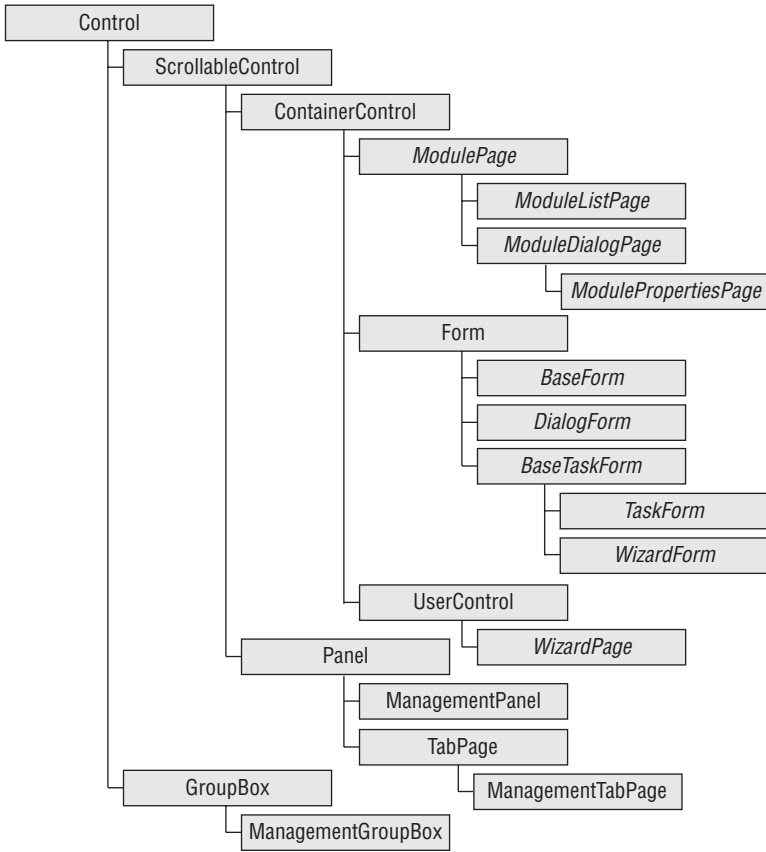 Control
ScrollableControl
ContainerControl
ModulePage
ModuleListPage
ModuleDialogPage
ModulePropertiesPage
Form
BaseForm
DialogForm
BaseTaskForm
TaskForm
WizardForm
UserControl
WizardPage
Panel
ManagementPanel
TabPage
ManagementTabPage
GroupBox
ManagementGroupBox